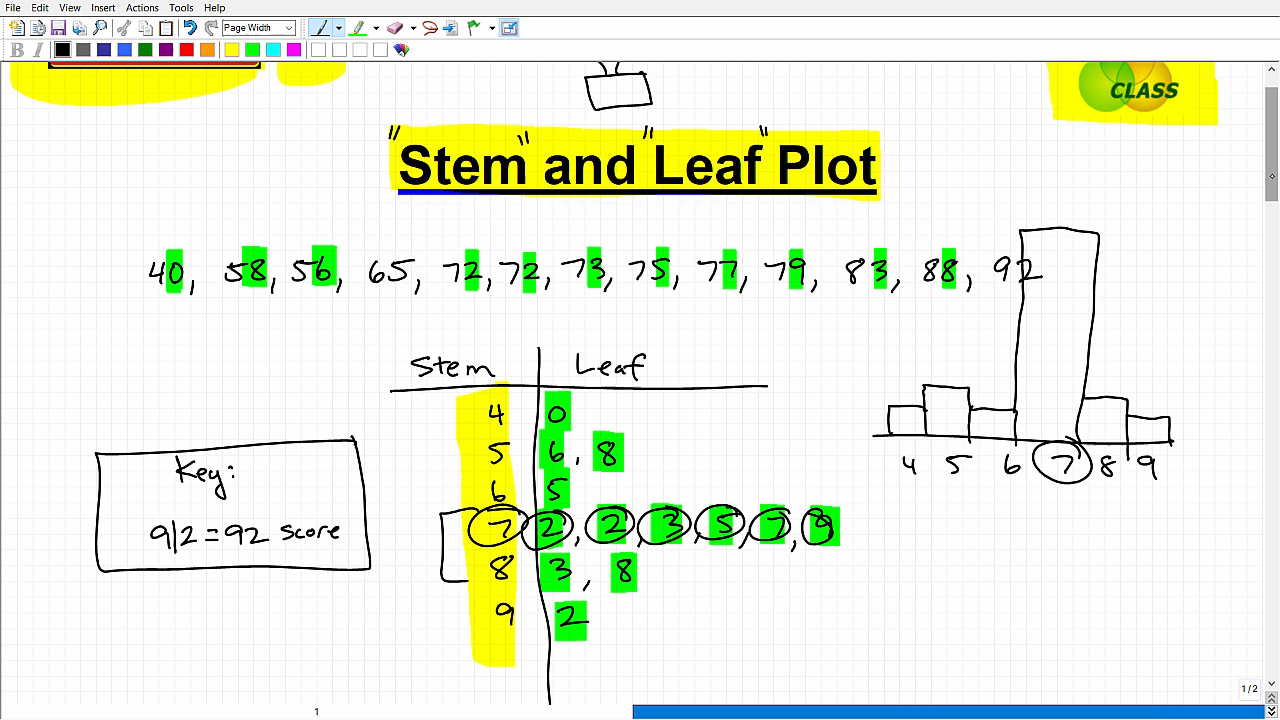 File Edit View Insert Actions Tools Help
Page Width
B I
CLASS
"Stem" and "Leaf" Plot
40, 58, 56, 65, 72, 72, 73, 75, 77, 79, 83, 88, 92
Stem Leaf
4 0
5 6, 8
6 5
7 2, 2, 3, 5, 7, 9
8 3, 8
9 2
Key:
9|2 = 92 score
4 5 6 7 8 9
1/2
1